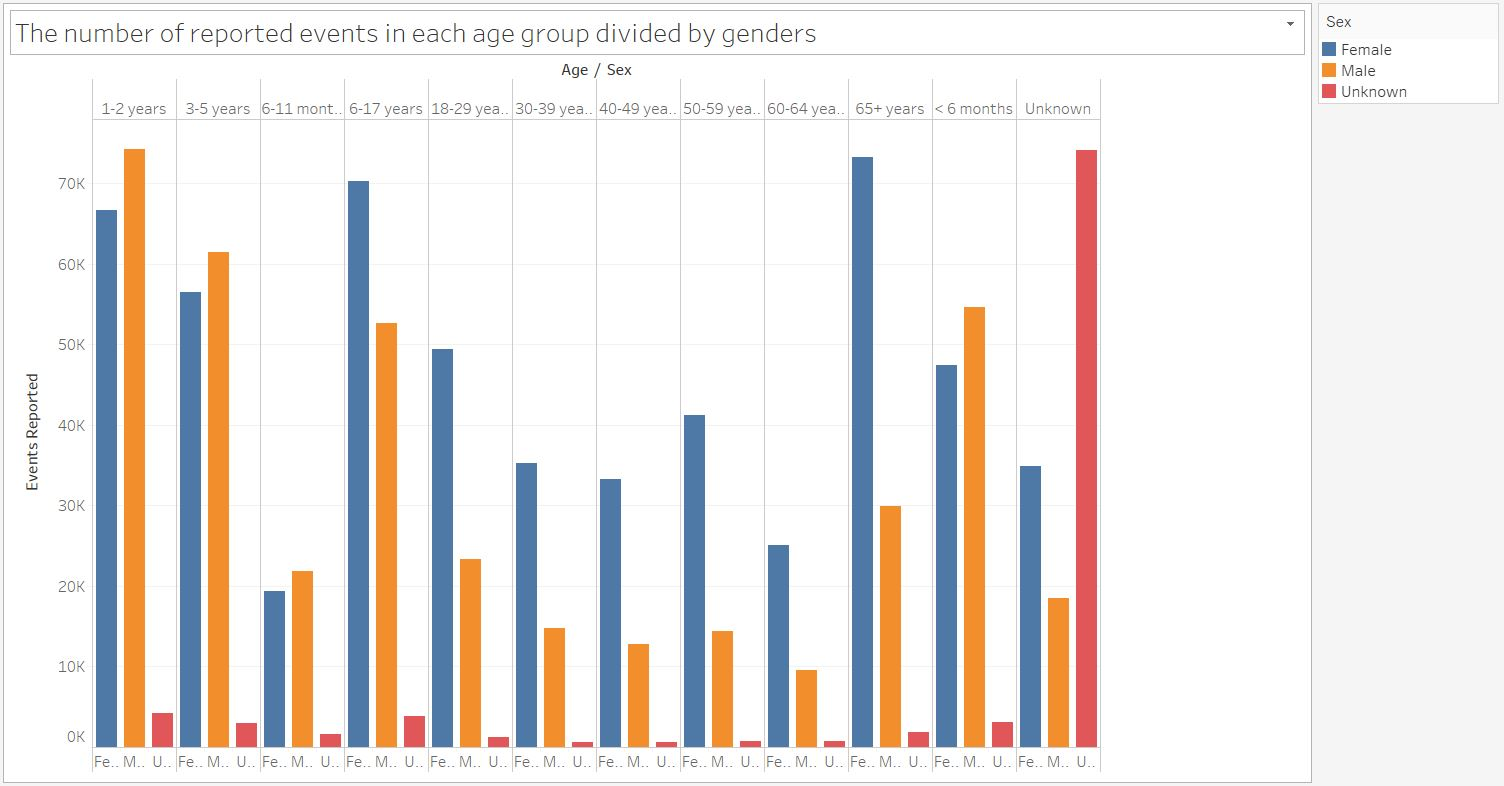 The number of reported events in each age group divided by genders
Sex
Female
Male
Unknown
Age / Sex
1-2 years
3-5 years
6-11 mont..
6-17 years
18-29 yea..
30-39 yea..
40-49 yea..
50-59 yea..
60-64 yea..
65+ years
< 6 months
Unknown
70K
60K
50K
40K
30K
20K
10K
0K
Events Reported
Fe.. M.. U.. Fe.. M.. U.. Fe.. M.. U.. Fe.. M.. U.. Fe.. M.. U.. Fe.. M.. U.. Fe.. M.. U.. Fe.. M.. U.. Fe.. M.. U.. Fe.. M.. U.. Fe.. M.. U.. Fe.. M.. U..